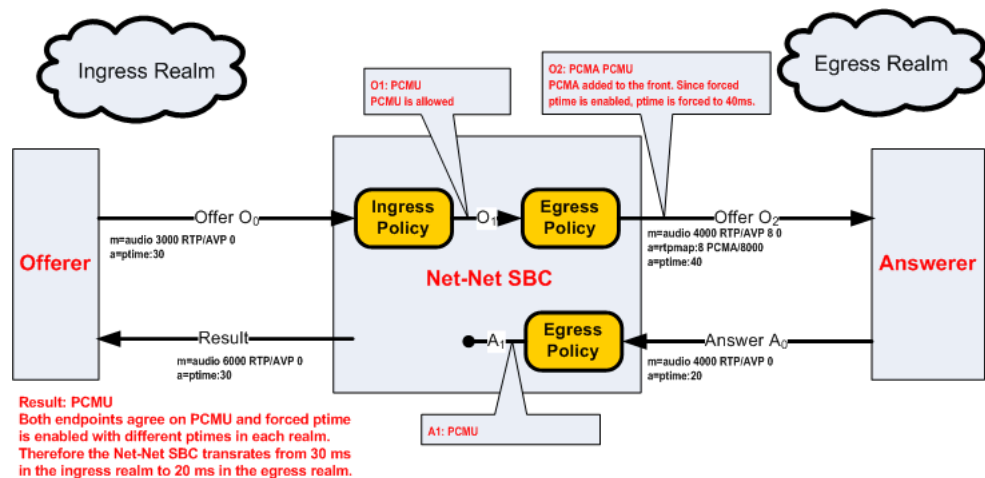 Ingress Realm
Egress Realm
O1: PCMU
PCMU is allowed
O2: PCMA PCMU
PCMA added to the front. Since forced
ptime is enabled, ptime is forced to 40ms.
Offerer
Offer O0
m=audio 3000 RTP/AVP 0
a=ptime:30
Ingress
Policy
O1
Egress
Policy
Offer O2
m=audio 4000 RTP/AVP 8 0
a=rtpmap:8 PCMA/8000
a=ptime:40
Answerer
Net-Net SBC
Result
m=audio 6000 RTP/AVP 0
a=ptime:30
A1
Egress
Policy
Answer A0
m=audio 4000 RTP/AVP 0
a=ptime:20
Result: PCMU
Both endpoints agree on PCMU and forced ptime
is enabled with different ptimes in each realm.
Therefore the Net-Net SBC transrates from 30 ms
in the ingress realm to 20 ms in the egress realm.
A1: PCMU